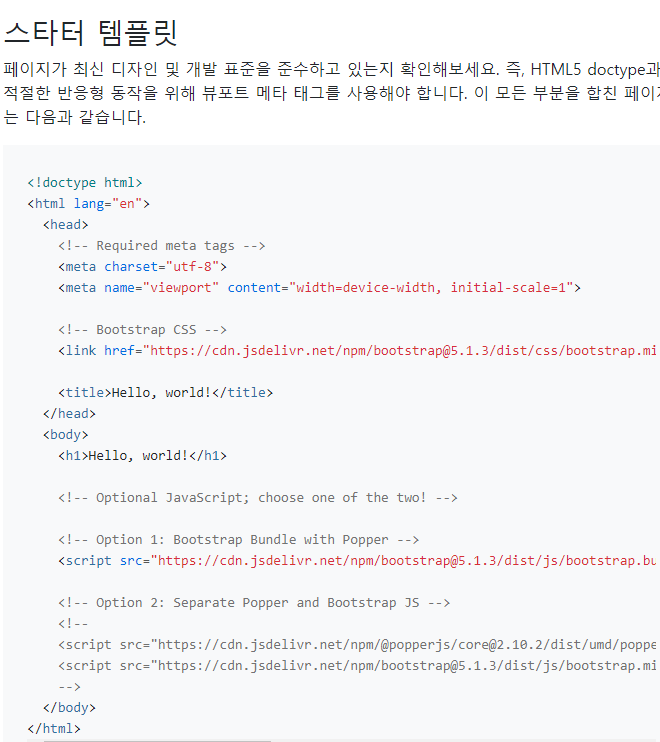 스타터 템플릿
페이지가 최신 디자인 및 개발 표준을 준수하고 있는지 확인해보세요. 즉, HTML5 doctype과
적절한 반응형 동작을 위해 뷰포트 메타 태그를 사용해야 합니다. 이 모든 부분을 합친 페이지
는 다음과 같습니다.
<!doctype html>
<html lang="en">
<head>
<!-- Required meta tags -->
<meta charset="utf-8">
<meta name="viewport" content="width=device-width, initial-scale=1">
<!-- Bootstrap CSS -->
<link href="https://cdn.jsdelivr.net/npm/bootstrap@5.1.3/dist/css/bootstrap.mi
<title>Hello, world!</title>
</head>
<body>
<h1>Hello, world!</h1>
<!-- Optional JavaScript; choose one of the two! -->
<!-- Option 1: Bootstrap Bundle with Popper -->
<script src="https://cdn.jsdelivr.net/npm/bootstrap@5.1.3/dist/js/bootstrap.bu
<!-- Option 2: Separate Popper and Bootstrap JS -->
<!--
<script src="https://cdn.jsdelivr.net/npm/@popperjs/core@2.10.2/dist/umd/poppe
<script src="https://cdn.jsdelivr.net/npm/bootstrap@5.1.3/dist/js/bootstrap.mi
-->
</body>
</html>